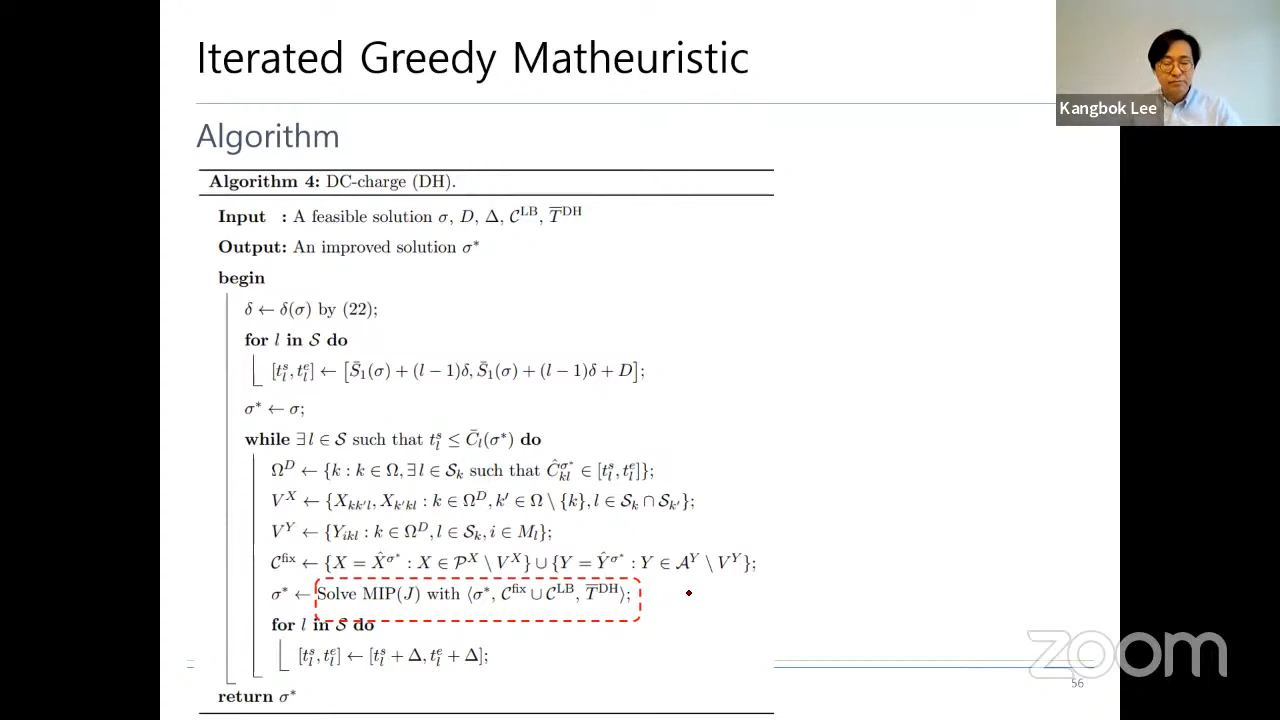 Iterated Greedy Matheuristic
Kangbok Lee
Algorithm
Algorithm 4: DC-charge (DH).
Input : A feasible solution σ, D, Δ, 𝒞^LB, T̅^DH
Output: An improved solution σ*
begin
δ ← δ(σ) by (22);
for l in 𝒮 do
[t_l^s, t_l^e] ← [S̄_1(σ) + (l − 1)δ, S̄_1(σ) + (l − 1)δ + D];
σ* ← σ;
while ∃ l ∈ 𝒮 such that t_l^s ≤ C̄_l(σ*) do
Ω^D ← {k : k ∈ Ω, ∃ l ∈ 𝒮_k such that Ĉ_kl^σ* ∈ [t_l^s, t_l^e]};
V^X ← {X_kk′l, X_k′kl : k ∈ Ω^D, k′ ∈ Ω \ {k}, l ∈ 𝒮_k ∩ 𝒮_k′};
V^Y ← {Y_ikl : k ∈ Ω^D, l ∈ 𝒮_k, i ∈ M_l};
𝒞^fix ← {X = X̂^σ* : X ∈ 𝒫^X \ V^X} ∪ {Y = Ŷ^σ* : Y ∈ 𝒜^Y \ V^Y};
σ* ← Solve MIP(J) with ⟨σ*, 𝒞^fix ∪ 𝒞^LB, T̅^DH⟩;
for l in 𝒮 do
[t_l^s, t_l^e] ← [t_l^s + Δ, t_l^e + Δ];
return σ*
zoom
56